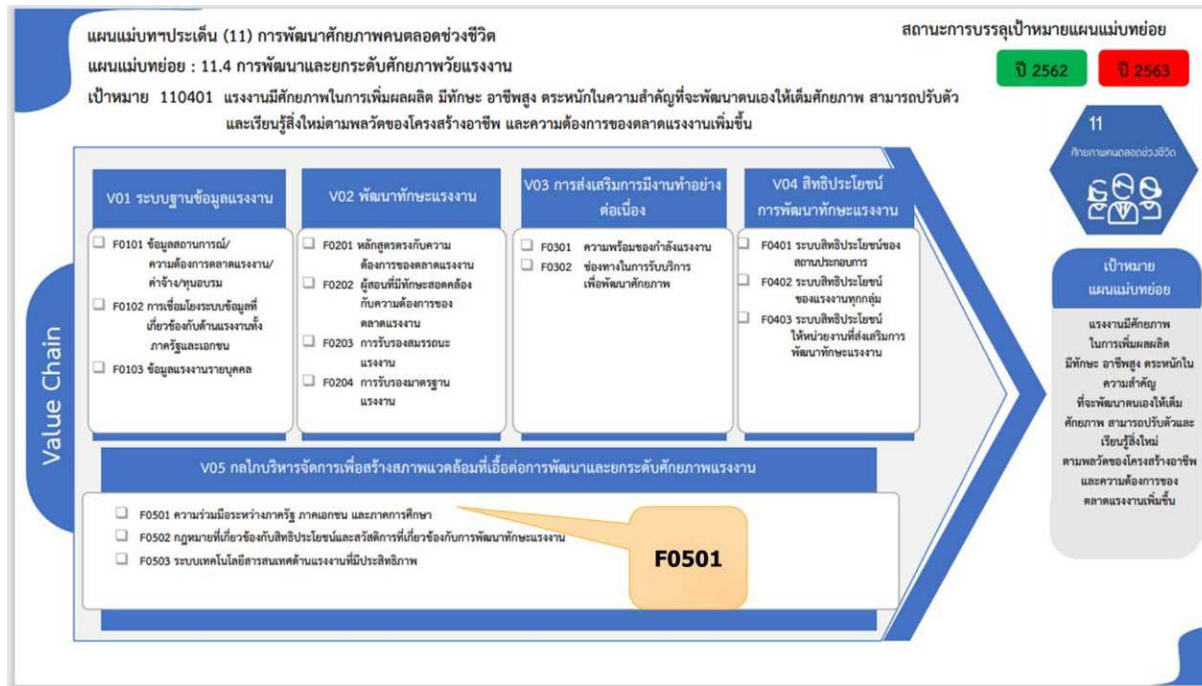 แผนแม่บทฯประเด็น (11) การพัฒนาศักยภาพคนตลอดช่วงชีวิต
แผนแม่บทย่อย : 11.4 การพัฒนาและยกระดับศักยภาพวัยแรงงาน
เป้าหมาย 110401 แรงงานมีศักยภาพในการเพิ่มผลผลิต มีทักษะ อาชีพสูง ตระหนักในความสำคัญที่จะพัฒนาตนเองให้เต็มศักยภาพ สามารถปรับตัว
และเรียนรู้สิ่งใหม่ตามพลวัตของโครงสร้างอาชีพ และความต้องการของตลาดแรงงานเพิ่มขึ้น
สถานะการบรรลุเป้าหมายแผนแม่บทย่อย
ปี 2562
ปี 2563
Value Chain
V01 ระบบฐานข้อมูลแรงงาน
F0101 ข้อมูลสถานการณ์/
ความต้องการตลาดแรงงาน/
ค่าจ้าง/ทุนอบรม
F0102 การเชื่อมโยงระบบข้อมูลที่
เกี่ยวข้องกับด้านแรงงานทั้ง
ภาครัฐและเอกชน
F0103 ข้อมูลแรงงานรายบุคคล
V02 พัฒนาทักษะแรงงาน
F0201 หลักสูตรตรงกับความ
ต้องการของตลาดแรงงาน
F0202 ผู้สอนที่มีทักษะสอดคล้อง
กับความต้องการของ
ตลาดแรงงาน
F0203 การรับรองสมรรถนะ
แรงงาน
F0204 การรับรองมาตรฐาน
แรงงาน
V03 การส่งเสริมการมีงานทำอย่าง
ต่อเนื่อง
F0301 ความพร้อมของกำลังแรงงาน
F0302 ช่องทางในการรับบริการ
เพื่อพัฒนาศักยภาพ
V04 สิทธิประโยชน์
การพัฒนาทักษะแรงงาน
F0401 ระบบสิทธิประโยชน์ของ
สถานประกอบการ
F0402 ระบบสิทธิประโยชน์
ของแรงงานทุกกลุ่ม
F0403 ระบบสิทธิประโยชน์
ให้หน่วยงานที่ส่งเสริมการ
พัฒนาทักษะแรงงาน
V05 กลไกบริหารจัดการเพื่อสร้างสภาพแวดล้อมที่เอื้อต่อการพัฒนาและยกระดับศักยภาพแรงงาน
F0501 ความร่วมมือระหว่างภาครัฐ ภาคเอกชน และภาคการศึกษา
F0502 กฎหมายที่เกี่ยวข้องกับสิทธิประโยชน์และสวัสดิการที่เกี่ยวข้องกับการพัฒนาทักษะแรงงาน
F0503 ระบบเทคโนโลยีสารสนเทศด้านแรงงานที่มีประสิทธิภาพ
F0501
11
ศักยภาพคนตลอดช่วงชีวิต
เป้าหมาย
แผนแม่บทย่อย
แรงงานมีศักยภาพ
ในการเพิ่มผลผลิต
มีทักษะ อาชีพสูง ตระหนักใน
ความสำคัญ
ที่จะพัฒนาตนเองให้เต็ม
ศักยภาพ สามารถปรับตัวและ
เรียนรู้สิ่งใหม่
ตามพลวัตของโครงสร้างอาชีพ
และความต้องการของ
ตลาดแรงงานเพิ่มขึ้น